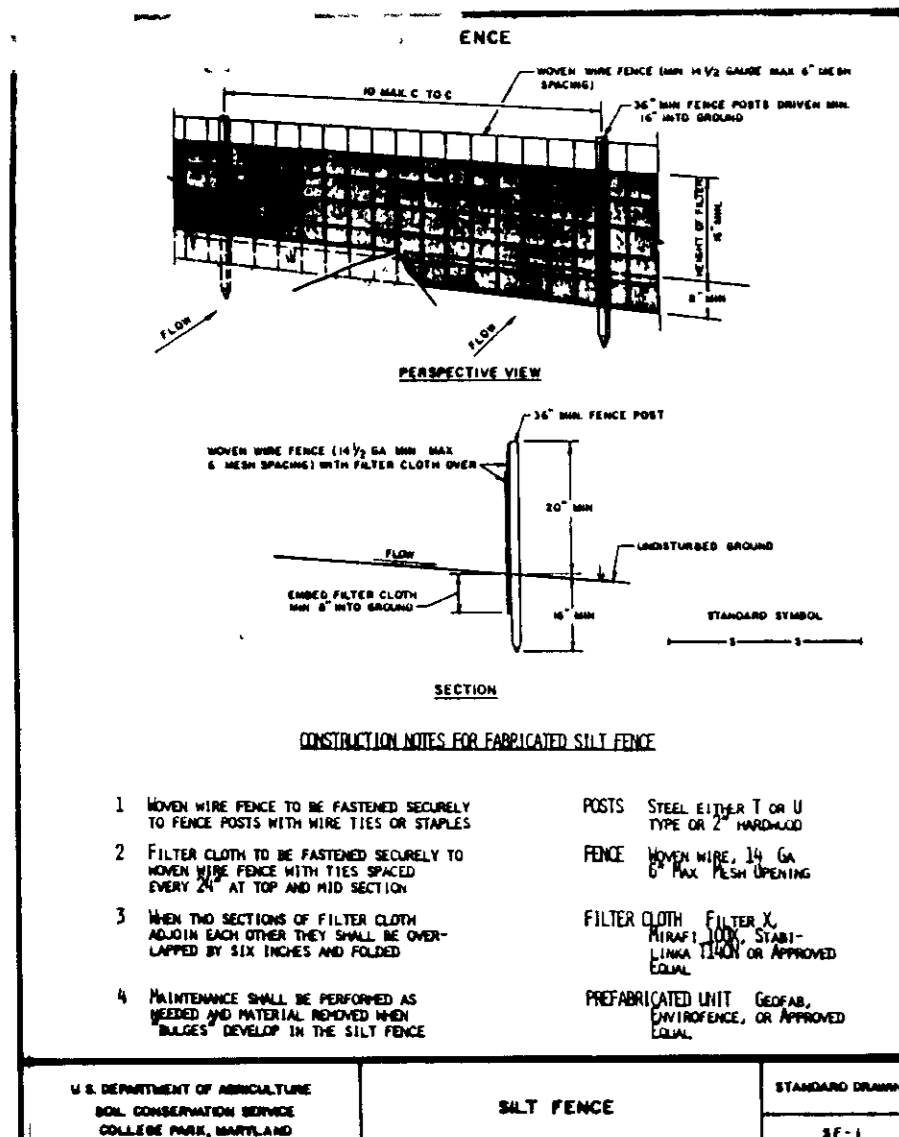 ENCE
WOVEN WIRE FENCE (MIN 14 1/2 GAUGE MAX 6" MESH
SPACING)
10 MAX. C TO C
36" MIN FENCE POSTS DRIVEN MIN.
16" INTO GROUND
HEIGHT OF FILTER
16" MIN.
8" MIN
FLOW
FLOW
PERSPECTIVE VIEW
36" MIN. FENCE POST
WOVEN WIRE FENCE (14 1/2 GA MIN MAX
6 MESH SPACING) WITH FILTER CLOTH OVER
20" MIN
UNDISTURBED GROUND
FLOW
EMBED FILTER CLOTH
MIN 8" INTO GROUND
16" MIN
STANDARD SYMBOL
S S
SECTION
CONSTRUCTION NOTES FOR FABRICATED SILT FENCE
1 WOVEN WIRE FENCE TO BE FASTENED SECURELY
TO FENCE POSTS WITH WIRE TIES OR STAPLES
2 FILTER CLOTH TO BE FASTENED SECURELY TO
WOVEN WIRE FENCE WITH TIES SPACED
EVERY 24" AT TOP AND MID SECTION
3 WHEN TWO SECTIONS OF FILTER CLOTH
ADJOIN EACH OTHER THEY SHALL BE OVER-
LAPPED BY SIX INCHES AND FOLDED
4 MAINTENANCE SHALL BE PERFORMED AS
NEEDED AND MATERIAL REMOVED WHEN
"BULGES" DEVELOP IN THE SILT FENCE
POSTS STEEL EITHER T OR U
TYPE OR 2" HARDWOOD
FENCE WOVEN WIRE, 14 GA
6" MAX MESH OPENING
FILTER CLOTH FILTER X,
MIRAFI 100X, STABI-
LINKA T140N OR APPROVED
EQUAL
PREFABRICATED UNIT GEOFAB,
ENVIROFENCE, OR APPROVED
EQUAL
U.S. DEPARTMENT OF AGRICULTURE
SOIL CONSERVATION SERVICE
COLLEGE PARK, MARYLAND
SILT FENCE
STANDARD DRAWIN
SF-1